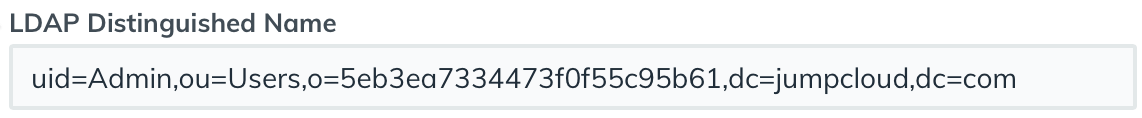 LDAP Distinguished Name
uid=Admin,ou=Users,o=5eb3ea7334473f0f55c95b61,dc=jumpcloud,dc=com